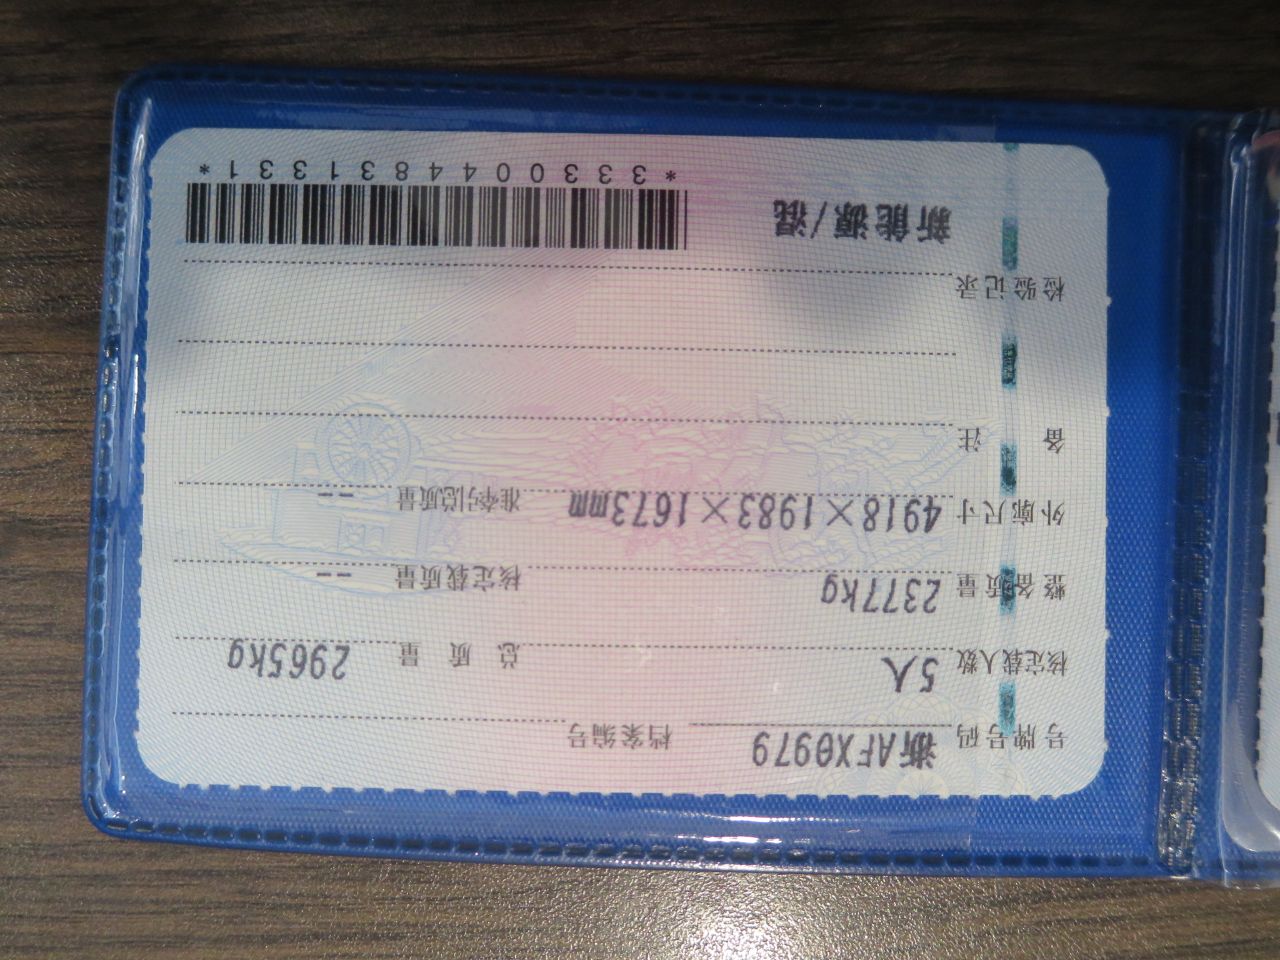 号牌号码 浙AFX0979 档案编号
核定载人数 5人 总质量 2965kg
整备质量 2377kg 核定载质量 --
外廓尺寸 4918×1983×1673mm 准牵引总质量 --
备注
检验记录
新能源/混
*3330044831331*